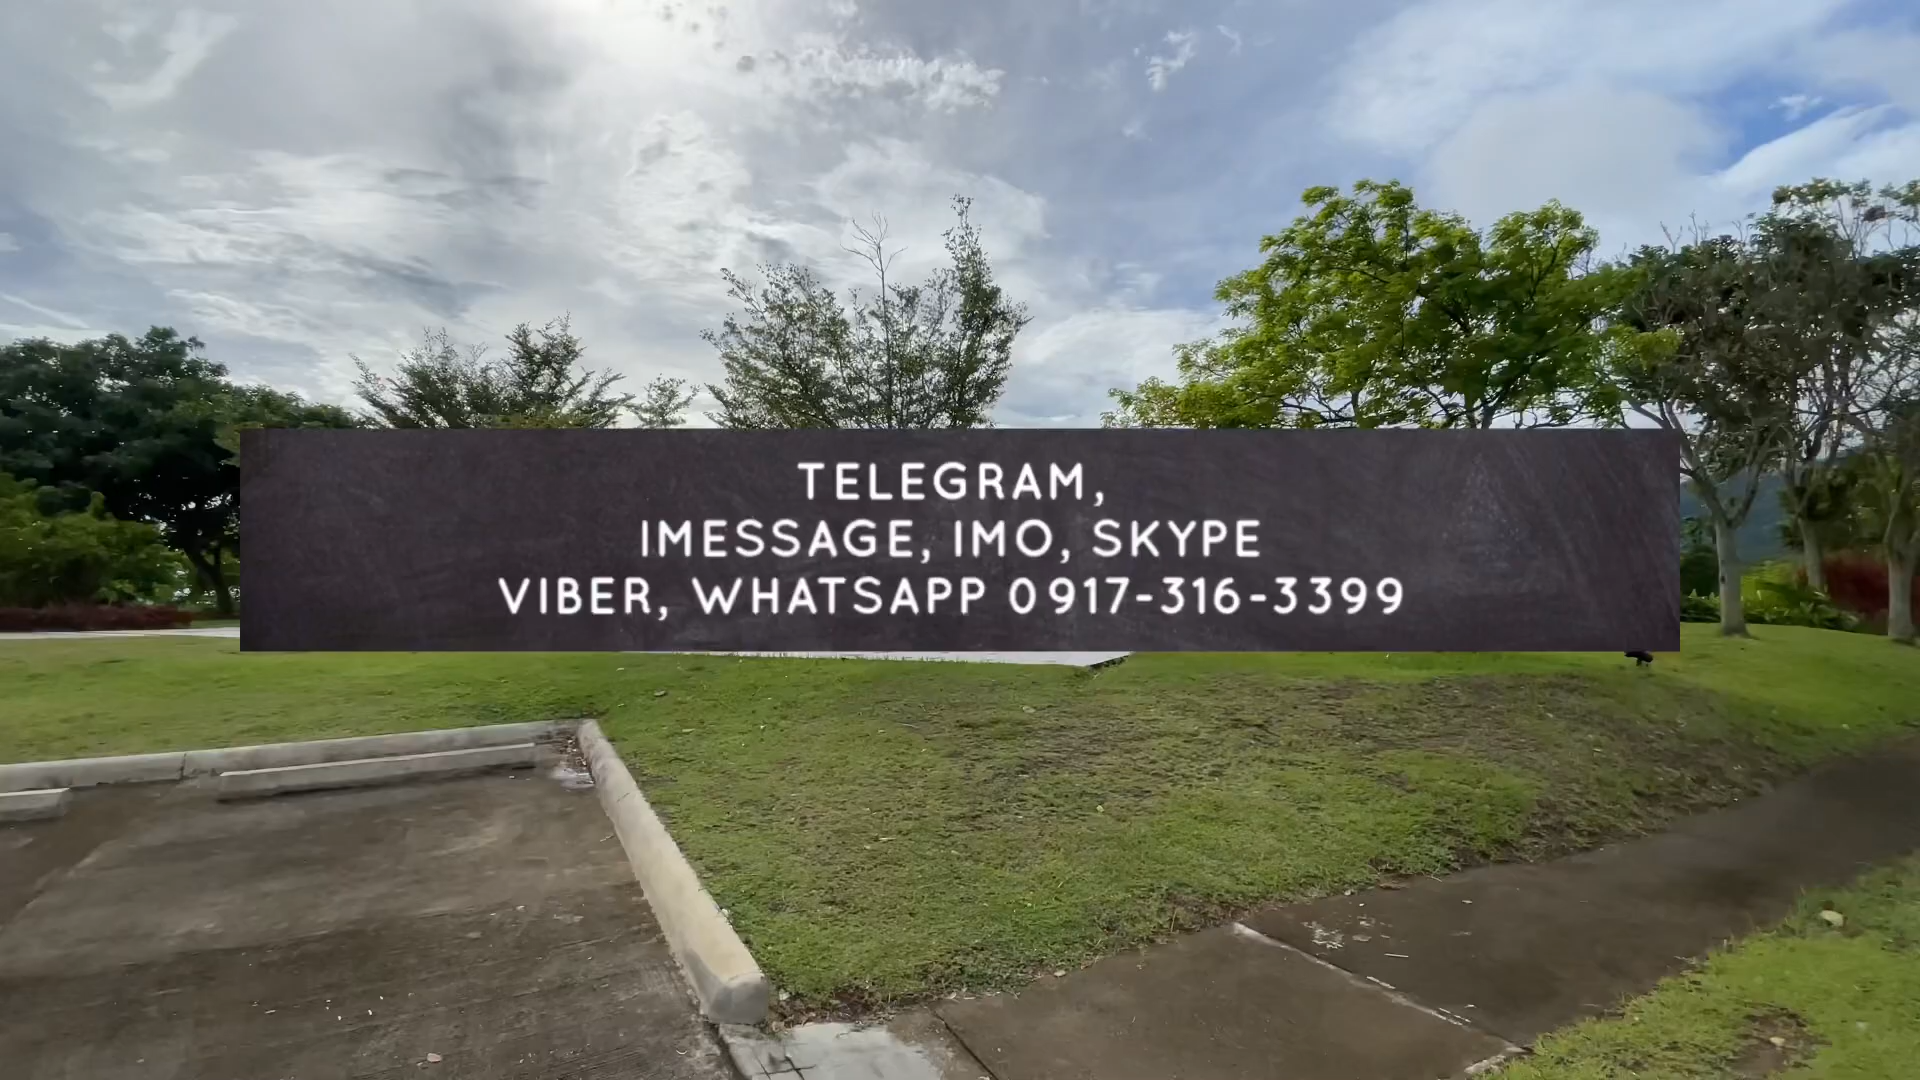 TELEGRAM,
IMESSAGE, IMO, SKYPE
VIBER, WHATSAPP 0917-316-3399